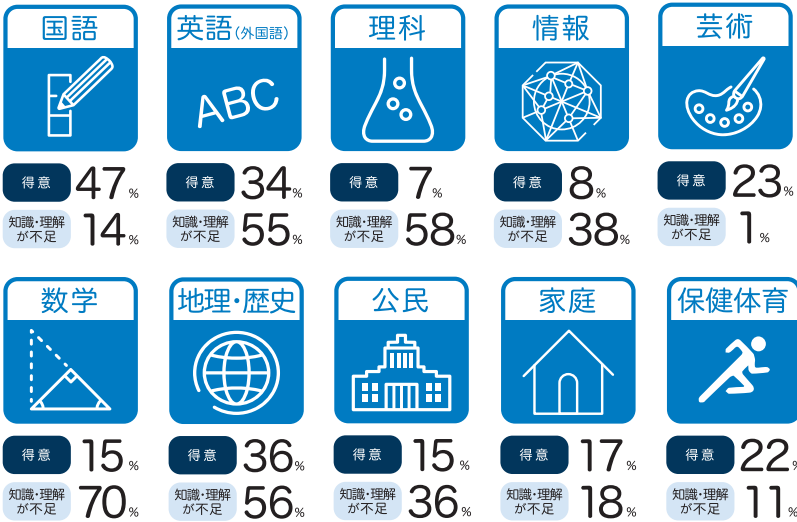 国語
得意 47%
知識・理解
が不足 14%
英語(外国語)
ABC
得意 34%
知識・理解
が不足 55%
理科
得意 7%
知識・理解
が不足 58%
情報
得意 8%
知識・理解
が不足 38%
芸術
得意 23%
知識・理解
が不足 1%
数学
得意 15%
知識・理解
が不足 70%
地理・歴史
得意 36%
知識・理解
が不足 56%
公民
得意 15%
知識・理解
が不足 36%
家庭
得意 17%
知識・理解
が不足 18%
保健体育
得意 22%
知識・理解
が不足 11%